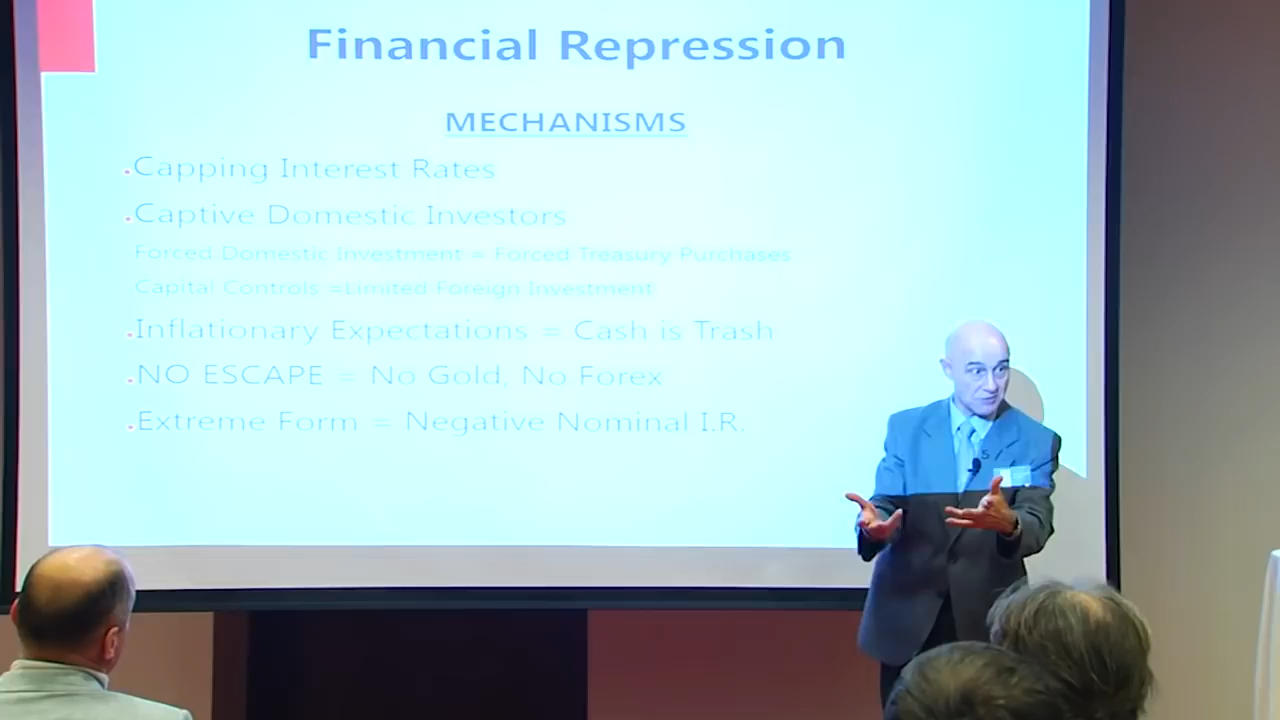 Financial Repression
MECHANISMS
.Capping Interest Rates
.Captive Domestic Investors
Forced Domestic Investment = Forced Treasury Purchases
Capital Controls =Limited Foreign Investment
.Inflationary Expectations = Cash is Trash
.NO ESCAPE = No Gold, No Forex
.Extreme Form = Negative Nominal I.R.